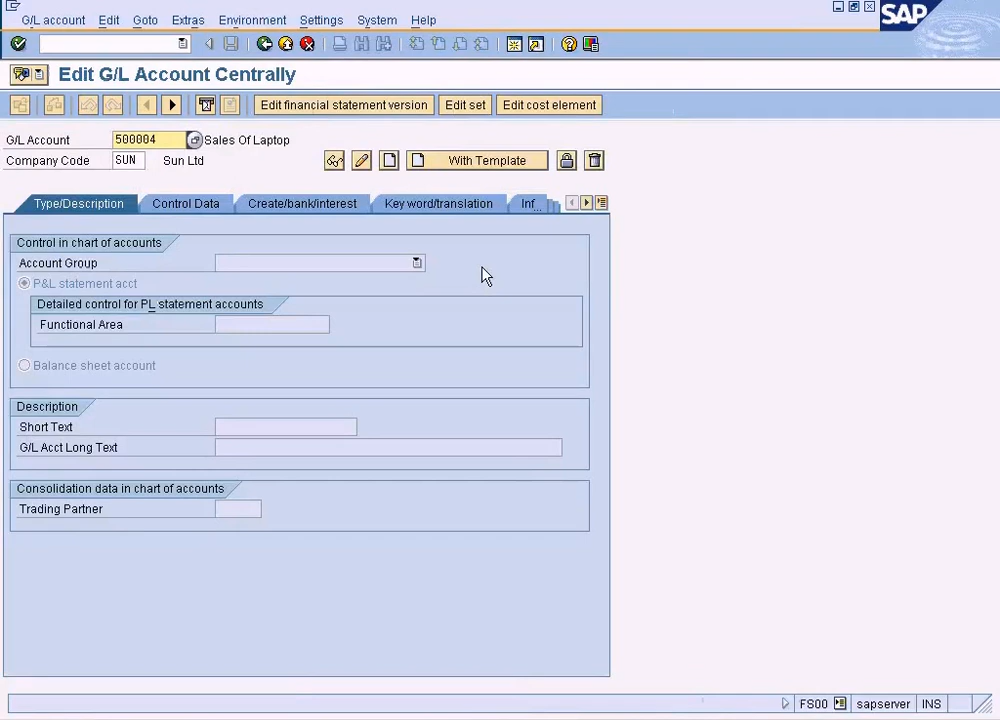 G/L account Edit Goto Extras Environment Settings System Help
SAP
Edit G/L Account Centrally
Edit financial statement version Edit set Edit cost element
G/L Account 500004 Sales Of Laptop
Company Code SUN Sun Ltd With Template
Type/Description Control Data Create/bank/interest Key word/translation Inf...
Control in chart of accounts
Account Group
P&L statement acct
Detailed control for PL statement accounts
Functional Area
Balance sheet account
Description
Short Text
G/L Acct Long Text
Consolidation data in chart of accounts
Trading Partner
FS00 sapserver INS